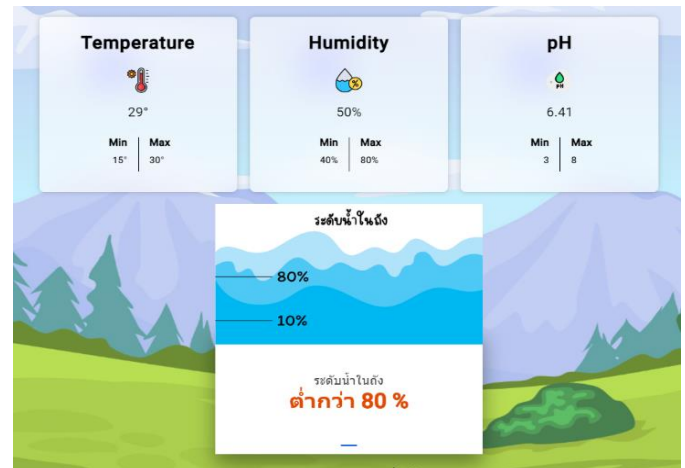 Temperature
29°
Min Max
15° 30°
Humidity
%
50%
Min Max
40% 80%
pH
PH
6.41
Min Max
3 8
ระดับน้ำในถัง
80%
10%
ระดับน้ำในถัง
ต่ำกว่า 80 %